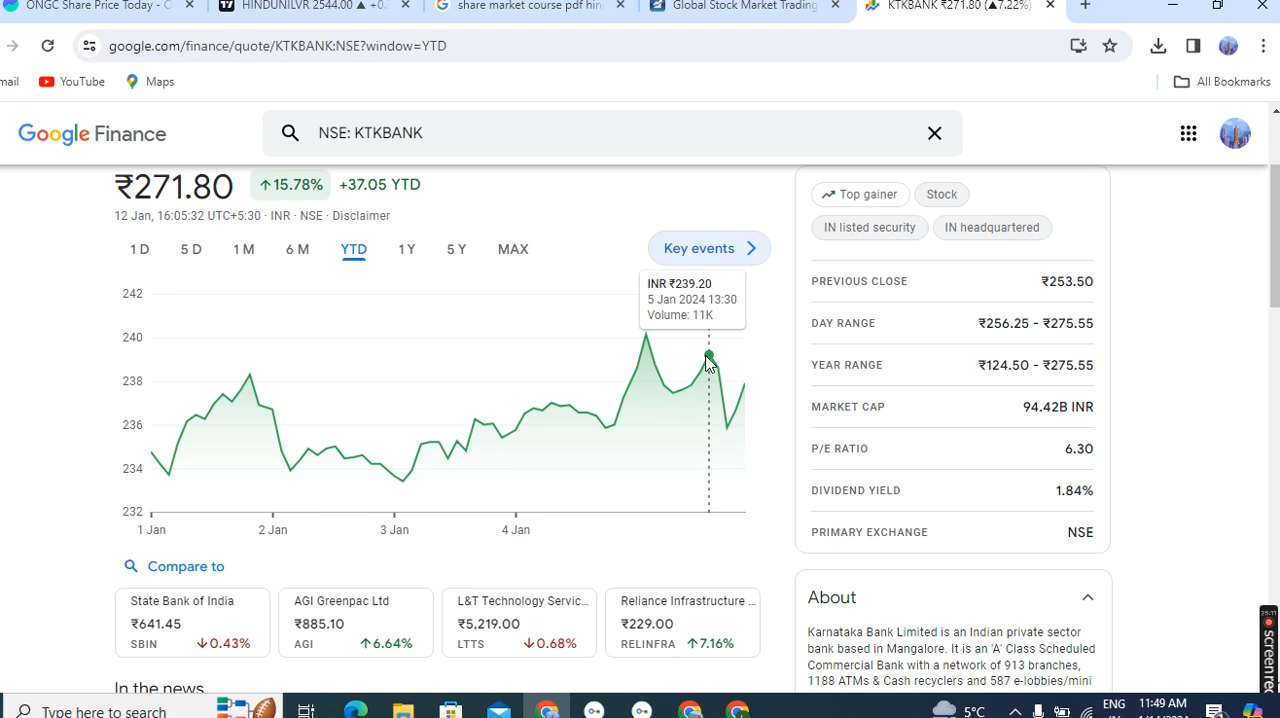 ONGC Share Price Today - O
HINDUNILVR 2544.00 ▲ +0.
share market course pdf hin
Global Stock Market Trading
KTKBANK ₹271.80 (▲7.22%)
google.com/finance/quote/KTKBANK:NSE?window=YTD
mail
YouTube
Maps
All Bookmarks
Google Finance
NSE: KTKBANK
₹271.80
↑15.78%
+37.05 YTD
12 Jan, 16:05:32 UTC+5:30 · INR · NSE · Disclaimer
1 D
5 D
1 M
6 M
YTD
1 Y
5 Y
MAX
Key events
INR ₹239.20
5 Jan 2024 13:30
Volume: 11K
242
240
238
236
234
232
1 Jan
2 Jan
3 Jan
4 Jan
Compare to
State Bank of India
₹641.45
SBIN ↓0.43%
AGI Greenpac Ltd
₹885.10
AGI ↑6.64%
L&T Technology Servic...
₹5,219.00
LTTS ↓0.68%
Reliance Infrastructure ...
₹229.00
RELINFRA ↑7.16%
In the news
Top gainer
Stock
IN listed security
IN headquartered
PREVIOUS CLOSE ₹253.50
DAY RANGE ₹256.25 - ₹275.55
YEAR RANGE ₹124.50 - ₹275.55
MARKET CAP 94.42B INR
P/E RATIO 6.30
DIVIDEND YIELD 1.84%
PRIMARY EXCHANGE NSE
About
Karnataka Bank Limited is an Indian private sector
bank based in Mangalore. It is an 'A' Class Scheduled
Commercial Bank with a network of 913 branches,
1188 ATMs & Cash recyclers and 587 e-lobbies/mini
25:11
screenrec
Type here to search
5°C
ENG
11:49 AM